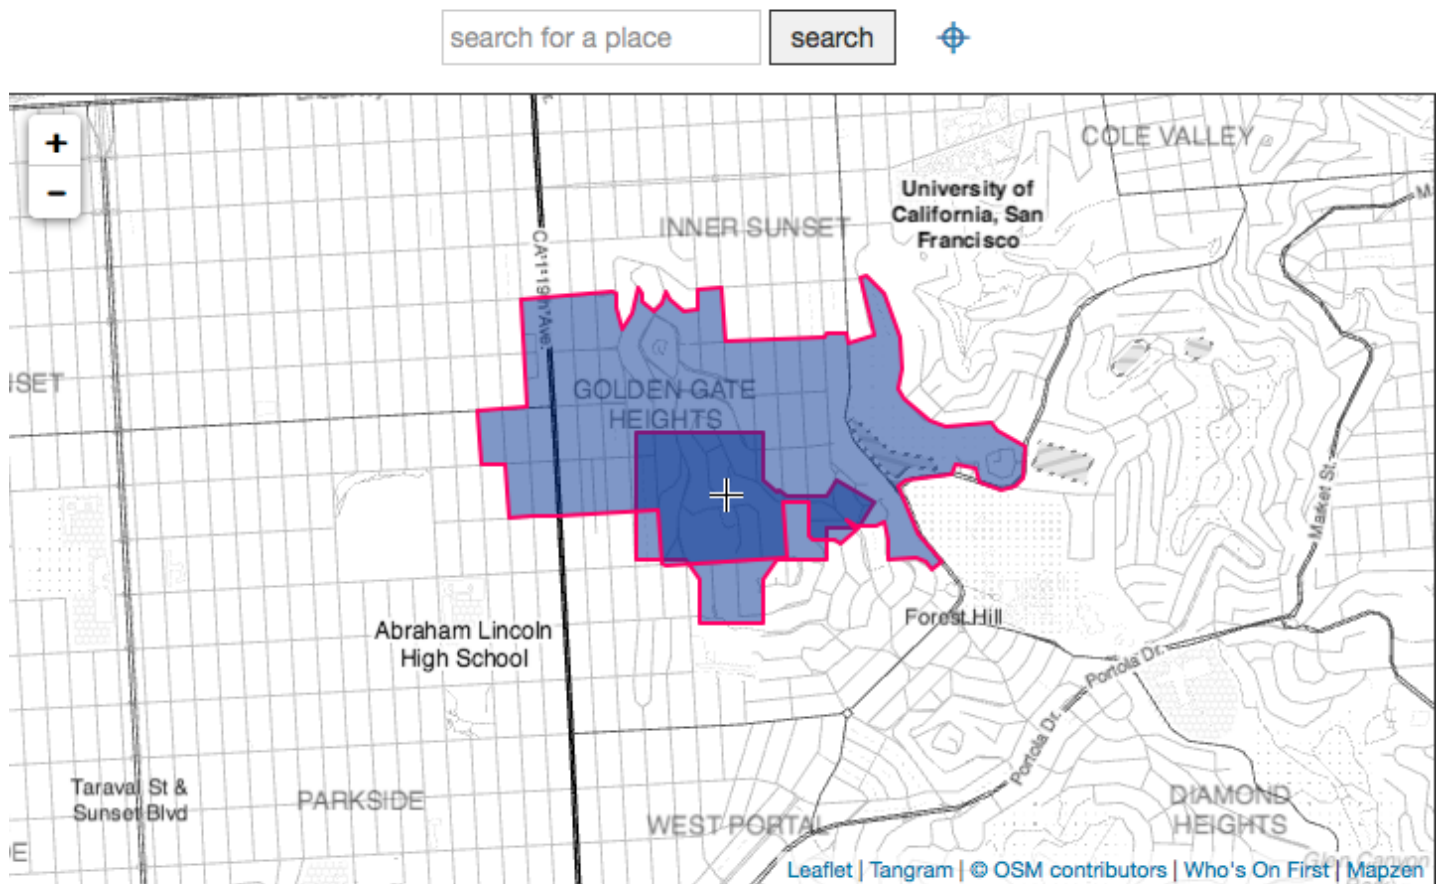 search for a place
search
+
−
COLE VALLEY
University of
California, San
Francisco
INNER SUNSET
CA 1 19th Ave.
GOLDEN GATE
HEIGHTS
Market St.
Abraham Lincoln
High School
Forest Hill
Portola Dr.
Portola Dr.
Taraval St &
Sunset Blvd
PARKSIDE
WEST PORTAL
DIAMOND
HEIGHTS
Glen Canyon
Leaflet | Tangram | © OSM contributors | Who's On First | Mapzen